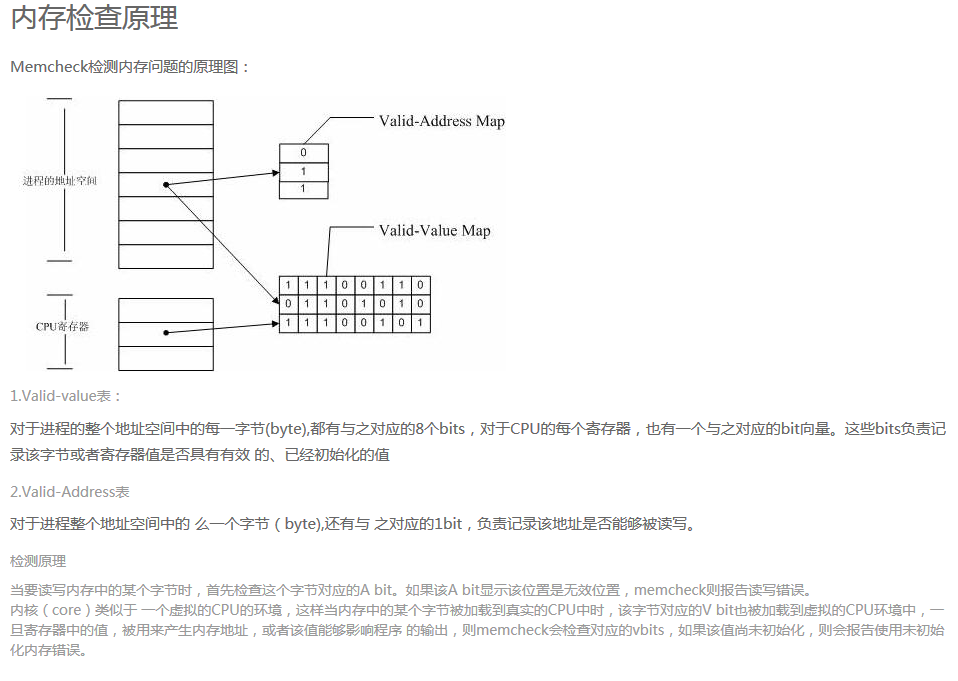 内存检查原理
Memcheck检测内存问题的原理图：
Valid-Address Map
0
1
1
进程的地址空间
Valid-Value Map
1 1 1 0 0 1 1 0
0 1 1 0 1 0 1 0
1 1 1 0 0 1 0 1
CPU寄存器
1.Valid-value表：
对于进程的整个地址空间中的每一字节(byte),都有与之对应的8个bits，对于CPU的每个寄存器，也有一个与之对应的bit向量。这些bits负责记
录该字节或者寄存器值是否具有有效 的、已经初始化的值
2.Valid-Address表
对于进程整个地址空间中的 么一个字节（byte),还有与 之对应的1bit，负责记录该地址是否能够被读写。
检测原理
当要读写内存中的某个字节时，首先检查这个字节对应的A bit。如果该A bit显示该位置是无效位置，memcheck则报告读写错误。
内核（core）类似于 一个虚拟的CPU的环境，这样当内存中的某个字节被加载到真实的CPU中时，该字节对应的V bit也被加载到虚拟的CPU环境中，一
旦寄存器中的值，被用来产生内存地址，或者该值能够影响程序 的输出，则memcheck会检查对应的vbits，如果该值尚未初始化，则会报告使用未初始
化内存错误。